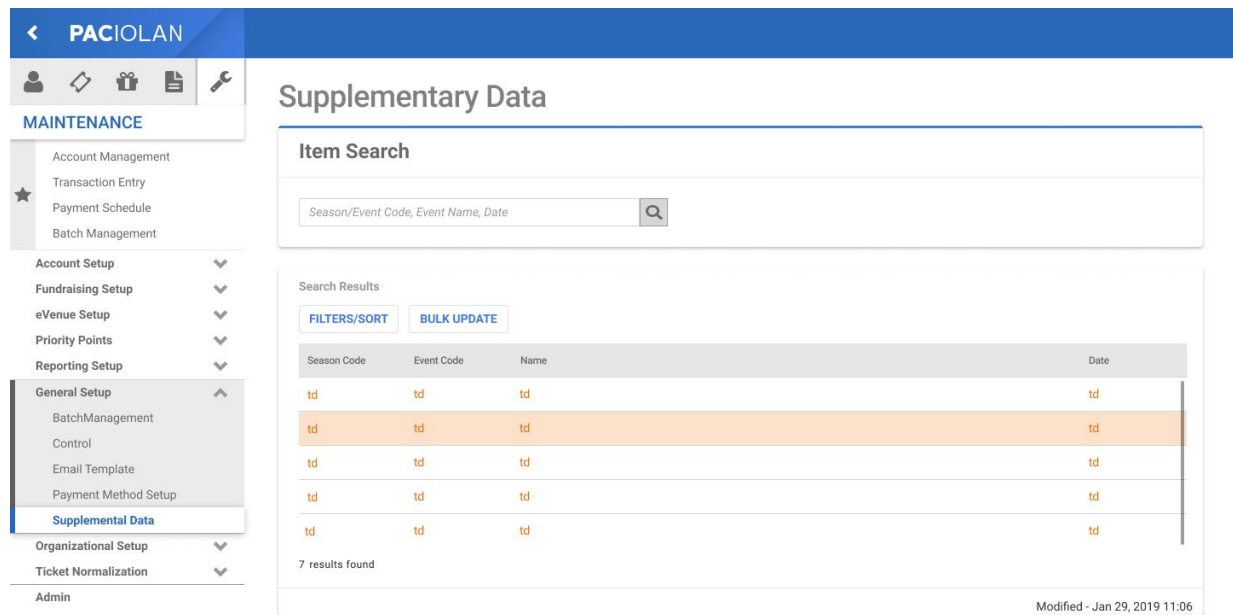 PACIOLAN
MAINTENANCE
Account Management
Transaction Entry
Payment Schedule
Batch Management
Account Setup
Fundraising Setup
eVenue Setup
Priority Points
Reporting Setup
General Setup
BatchManagement
Control
Email Template
Payment Method Setup
Supplemental Data
Organizational Setup
Ticket Normalization
Admin
Supplementary Data
Item Search
Season/Event Code, Event Name, Date
Search Results
FILTERS/SORT BULK UPDATE
Season Code Event Code Name Date
td td td td
td td td td
td td td td
td td td td
td td td td
7 results found
Modified - Jan 29, 2019 11:06